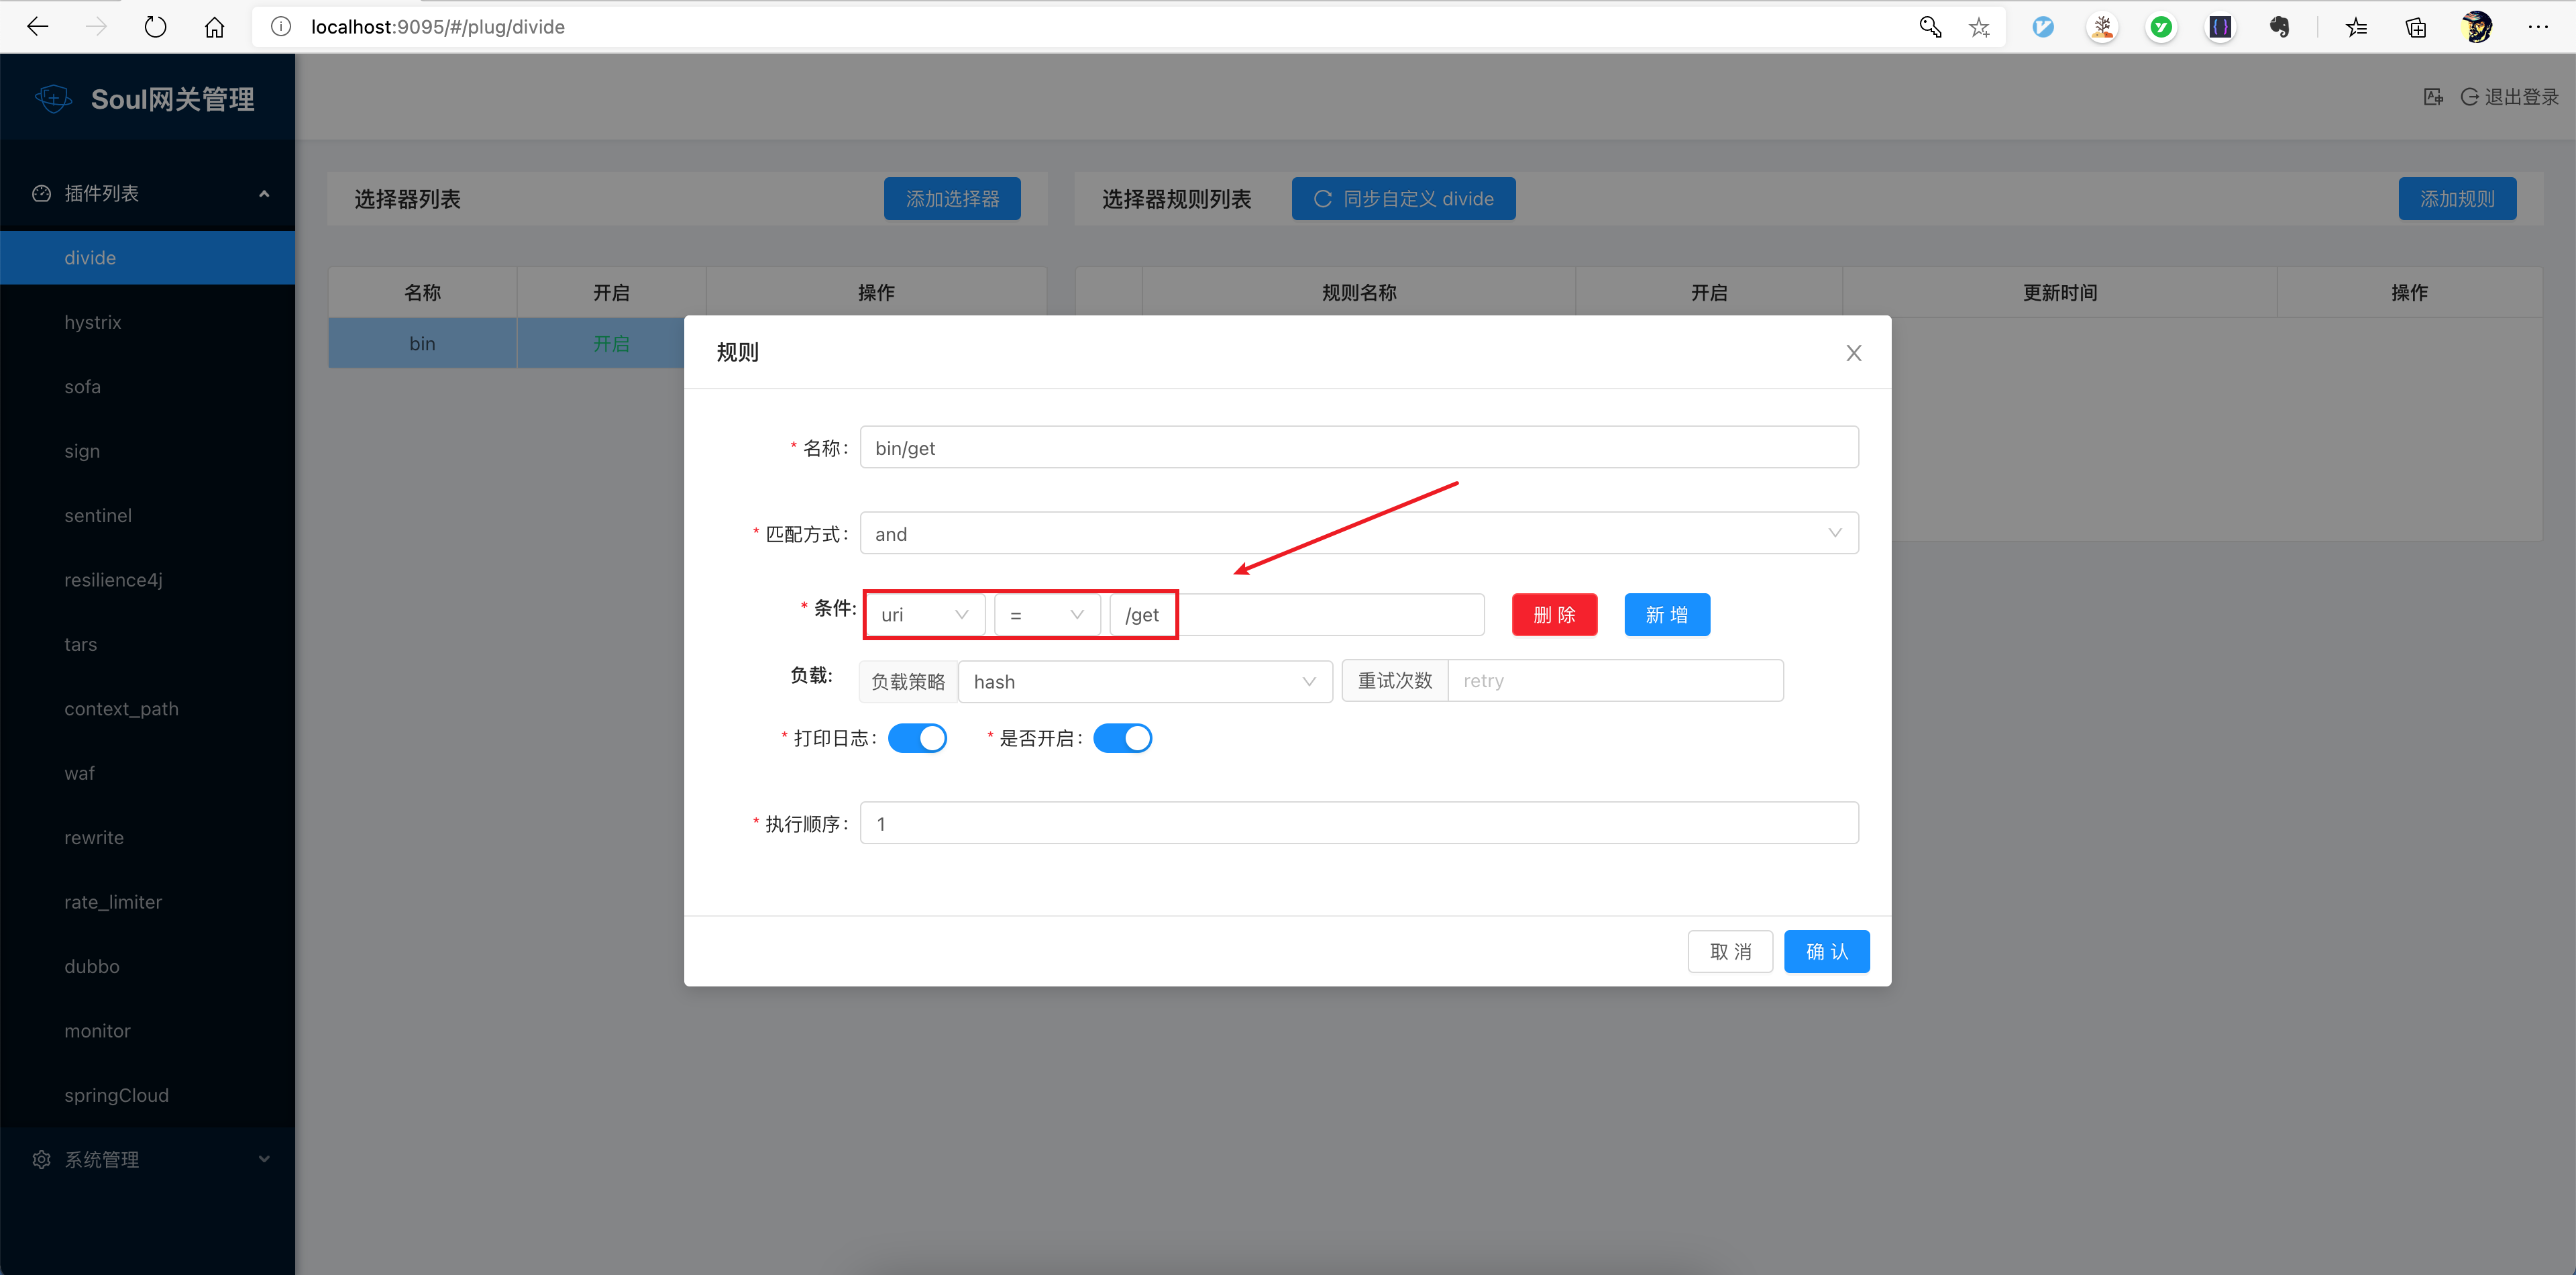 localhost:9095/#/plug/divide
Soul网关管理
退出登录
插件列表
divide
hystrix
sofa
sign
sentinel
resilience4j
tars
context_path
waf
rewrite
rate_limiter
dubbo
monitor
springCloud
系统管理
选择器列表
添加选择器
名称 开启 操作
bin 开启
选择器规则列表
同步自定义 divide
添加规则
规则名称 开启 更新时间 操作
规则
* 名称: bin/get
* 匹配方式: and
* 条件: uri = /get 删 除 新 增
负载: 负载策略 hash 重试次数 retry
* 打印日志: * 是否开启:
* 执行顺序: 1
取 消 确 认